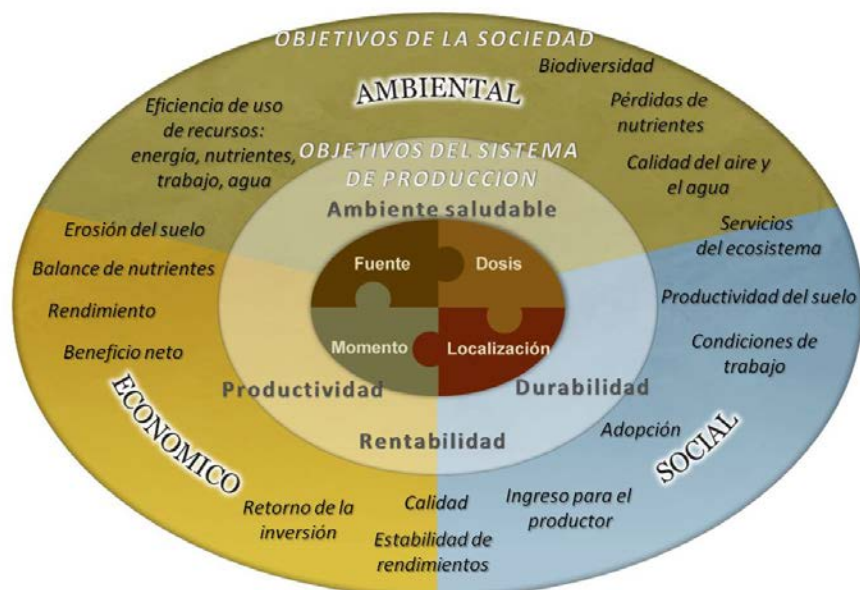 OBJETIVOS DE LA SOCIEDAD
AMBIENTAL
Biodiversidad
Eficiencia de uso
de recursos:
energía, nutrientes,
trabajo, agua
Pérdidas de
nutrientes
Calidad del aire y
el agua
OBJETIVOS DEL SISTEMA
DE PRODUCCION
Ambiente saludable
Erosión del suelo
Balance de nutrientes
Rendimiento
Beneficio neto
Servicios
del ecosistema
Productividad del suelo
Condiciones de
trabajo
Fuente
Dosis
Momento
Localización
Productividad
Durabilidad
Rentabilidad
ECONOMICO
SOCIAL
Adopción
Retorno de la
inversión
Calidad
Estabilidad de
rendimientos
Ingreso para el
productor